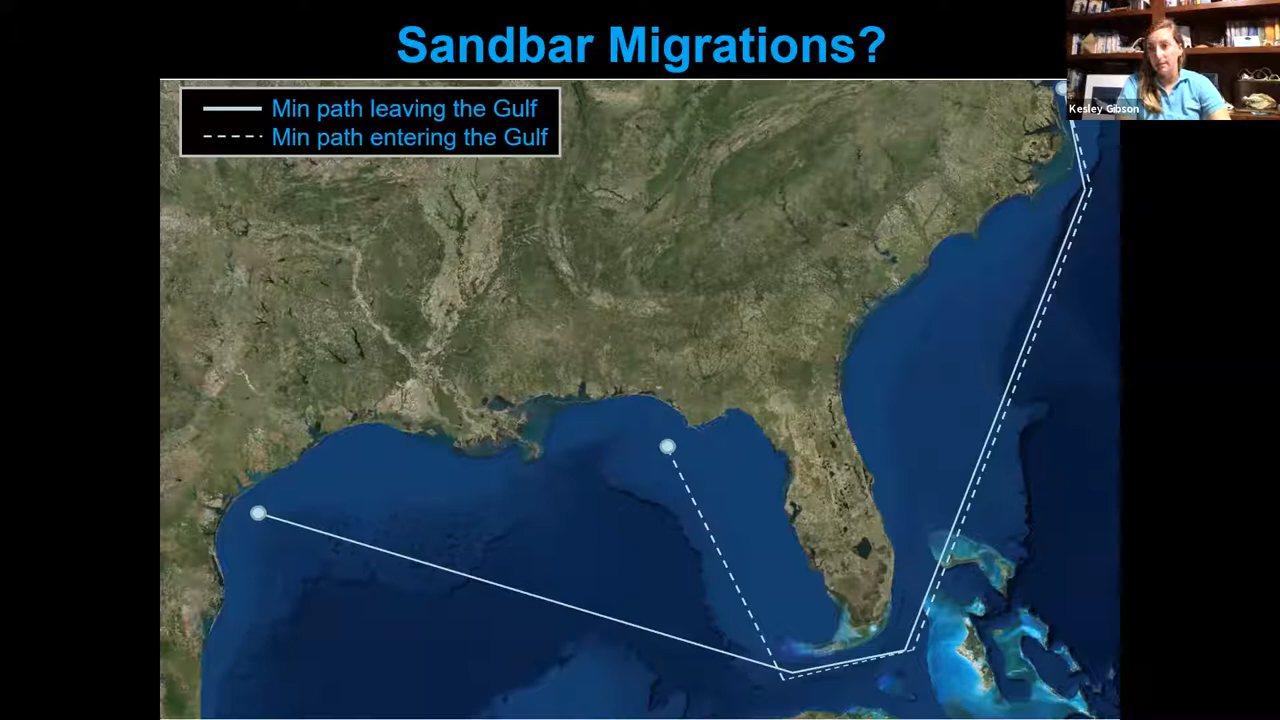 Sandbar Migrations?
Min path leaving the Gulf
Min path entering the Gulf
Kesley Gibson